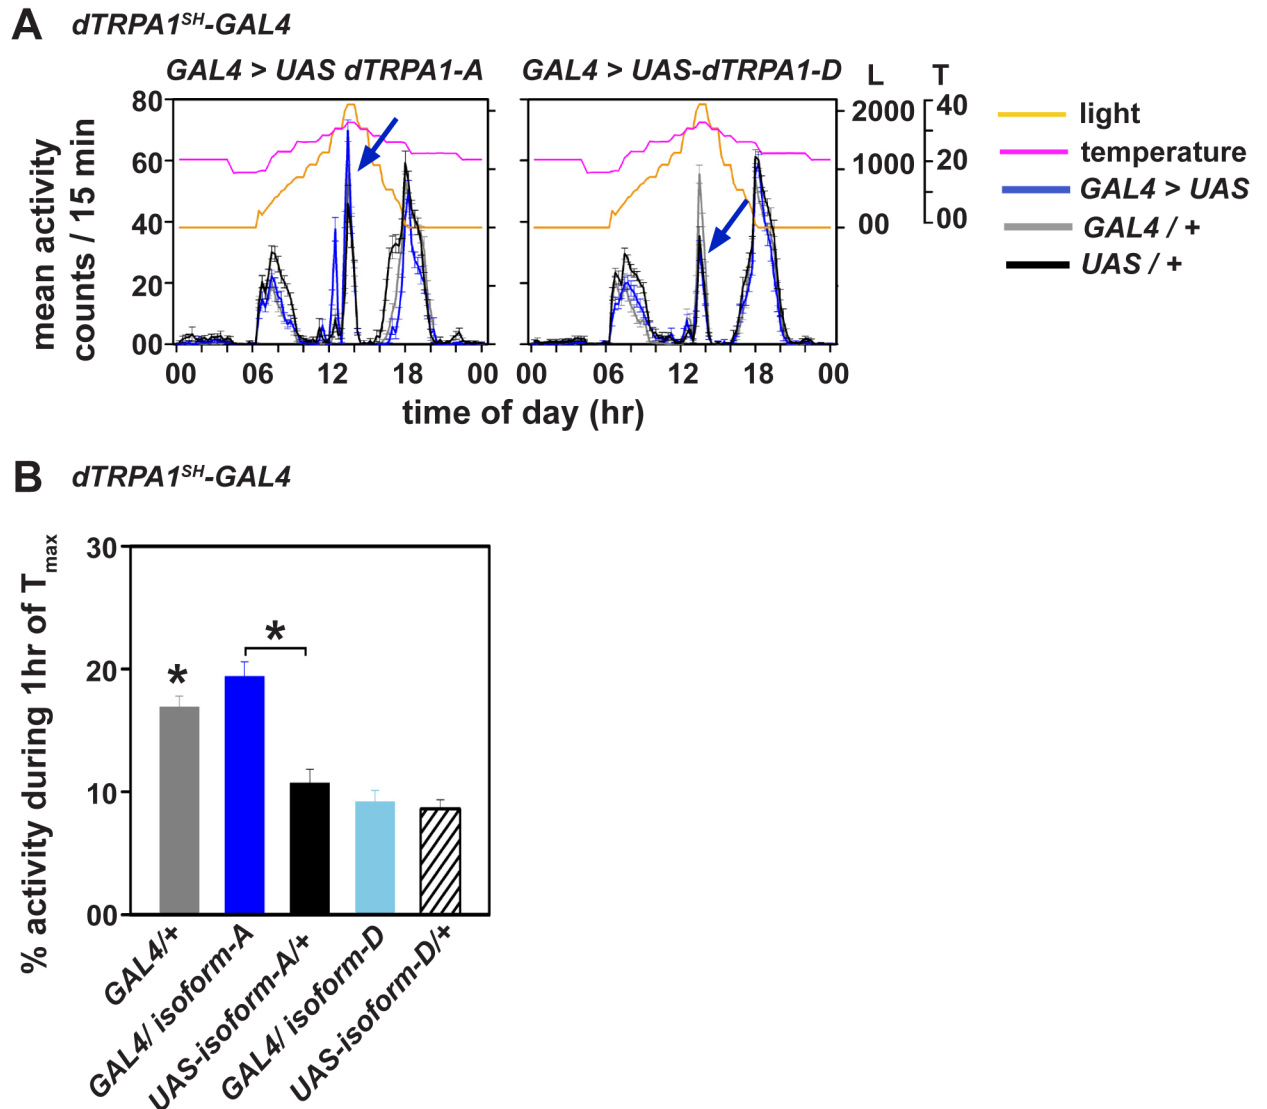 A dTRPA1SH-GAL4
GAL4 > UAS dTRPA1-A GAL4 > UAS-dTRPA1-D L T
mean activity
counts / 15 min
80
60
40
20
00
2000
1000
00
40
20
00
light
temperature
GAL4 > UAS
GAL4 / +
UAS / +
00 06 12 18 00 00 06 12 18 00
time of day (hr)
B dTRPA1SH-GAL4
% activity during 1hr of Tmax
30
20
10
00
* *
GAL4/+
GAL4/ isoform-A
UAS-isoform-A/+
GAL4/ isoform-D
UAS-isoform-D/+